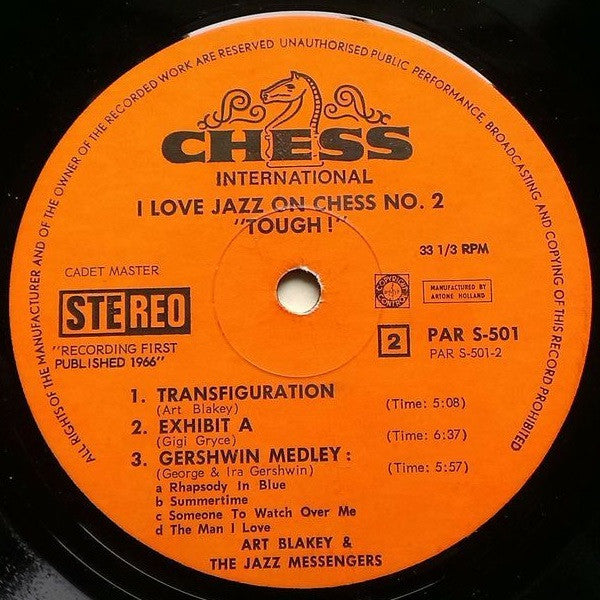 ALL RIGHTS OF THE MANUFACTURER AND OF THE OWNER OF THE RECORDED WORK ARE RESERVED UNAUTHORISED PUBLIC PERFORMANCE, BROADCASTING AND COPYING OF THIS RECORD PROHIBITED
CHESS
INTERNATIONAL
I LOVE JAZZ ON CHESS NO. 2
"TOUGH!"
33 1/3 RPM
CADET MASTER
STEREO
MANUFACTURED BY
ARTONE HOLLAND
"RECORDING FIRST
PUBLISHED 1966"
2 PAR S-501
PAR S-501-2
1. TRANSFIGURATION (Time: 5:08)
(Art Blakey)
2. EXHIBIT A (Time: 6:37)
(Gigi Gryce)
3. GERSHWIN MEDLEY: (Time: 5:57)
(George & Ira Gershwin)
a Rhapsody In Blue
b Summertime
c Someone To Watch Over Me
d The Man I Love
ART BLAKEY &
THE JAZZ MESSENGERS